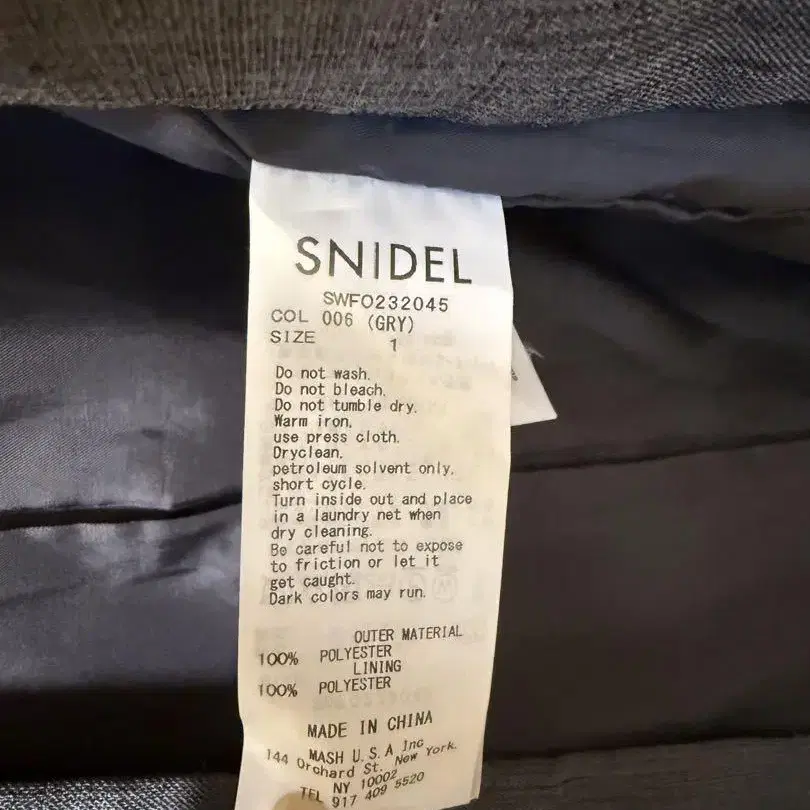 SNIDEL
SWFO232045
COL 006 (GRY)
SIZE 1
Do not wash.
Do not bleach.
Do not tumble dry.
Warm iron,
use press cloth.
Dryclean,
petroleum solvent only,
short cycle.
Turn inside out and place
in a laundry net when
dry cleaning.
Be careful not to expose
to friction or let it
get caught.
Dark colors may run.
OUTER MATERIAL
100% POLYESTER
LINING
100% POLYESTER
MADE IN CHINA
MASH U.S.A Inc
144 Orchard St. New York.
NY 10002
TEL 917 409 5520